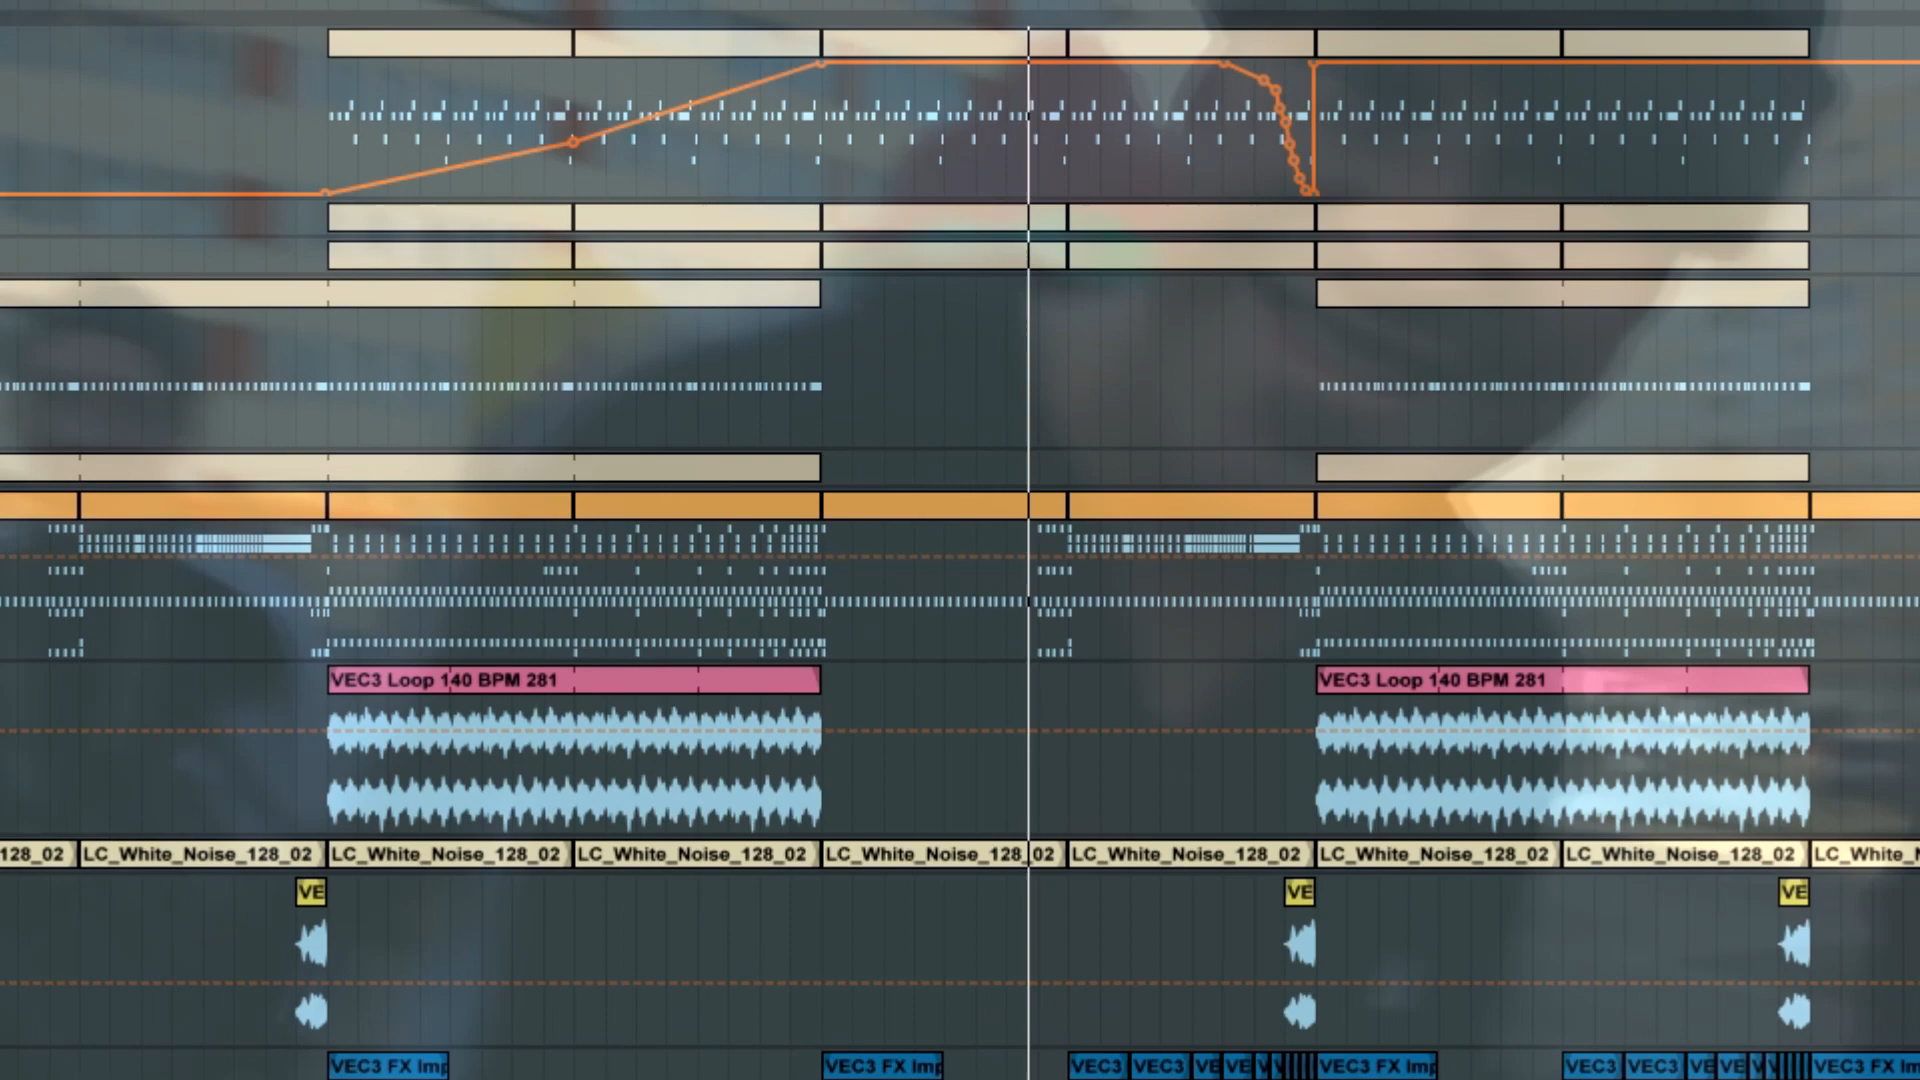 VEC3 Loop 140 BPM 281 VEC3 Loop 140 BPM 281
128_02 LC_White_Noise_128_02 LC_White_Noise_128_02 LC_White_Noise_128_02 LC_White_Noise_128_02 LC_White_Noise_128_02 LC_White_Noise_128_02 LC_White_Noise_128_02 LC_White_N
VE VE VE
VEC3 FX Imp VEC3 FX Imp VEC3 VEC3 VE VE V V VEC3 FX Imp VEC3 VEC3 VE VE V V VEC3 FX Im